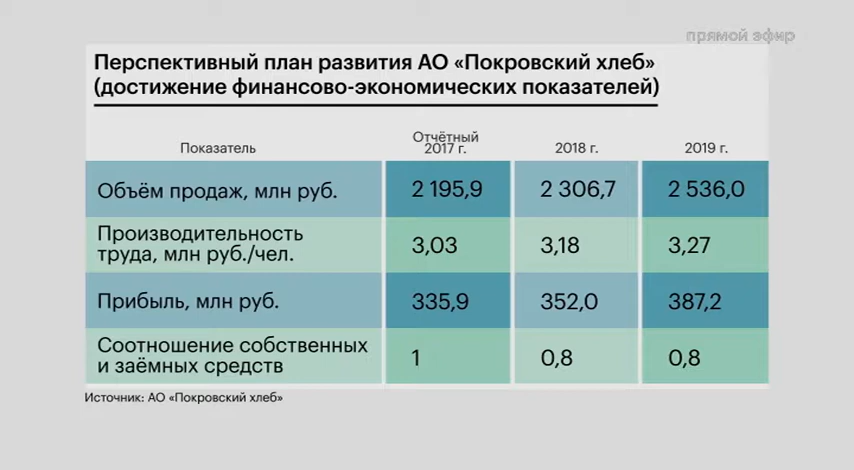 прямой эфир
Перспективный план развития АО «Покровский хлеб»
(достижение финансово-экономических показателей)
Показатель
Отчётный
2017 г.
2018 г.
2019 г.
Объём продаж, млн руб.
2 195,9
2 306,7
2 536,0
Производительность
труда, млн руб./чел.
3,03
3,18
3,27
Прибыль, млн руб.
335,9
352,0
387,2
Соотношение собственных
и заёмных средств
1
0,8
0,8
Источник: АО «Покровский хлеб»